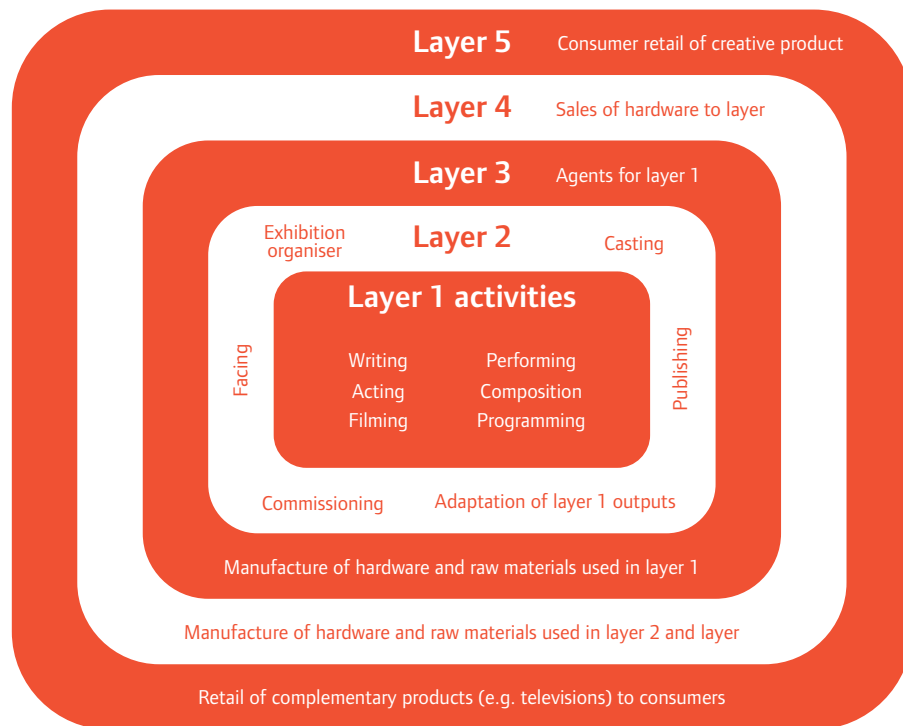 Layer 5 Consumer retail of creative product
Layer 4 Sales of hardware to layer
Layer 3 Agents for layer 1
Exhibition organiser
Layer 2
Casting
Layer 1 activities
Facing
Writing Performing
Acting Composition
Filming Programming
Publishing
Commissioning Adaptation of layer 1 outputs
Manufacture of hardware and raw materials used in layer 1
Manufacture of hardware and raw materials used in layer 2 and layer
Retail of complementary products (e.g. televisions) to consumers